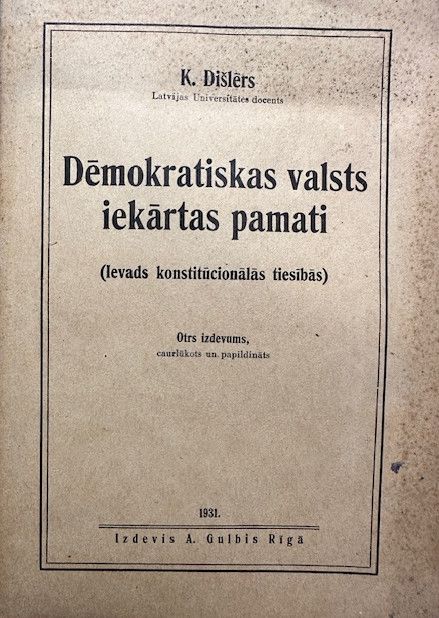 K. Dišlērs
Latvijas Universitātes docents
Dēmokratiskas valsts
iekārtas pamati
(Ievads konstitūcionālās tiesībās)
Otrs izdevums,
caurlūkots un papildināts
1931.
Izdevis A. Gulbis Rīgā